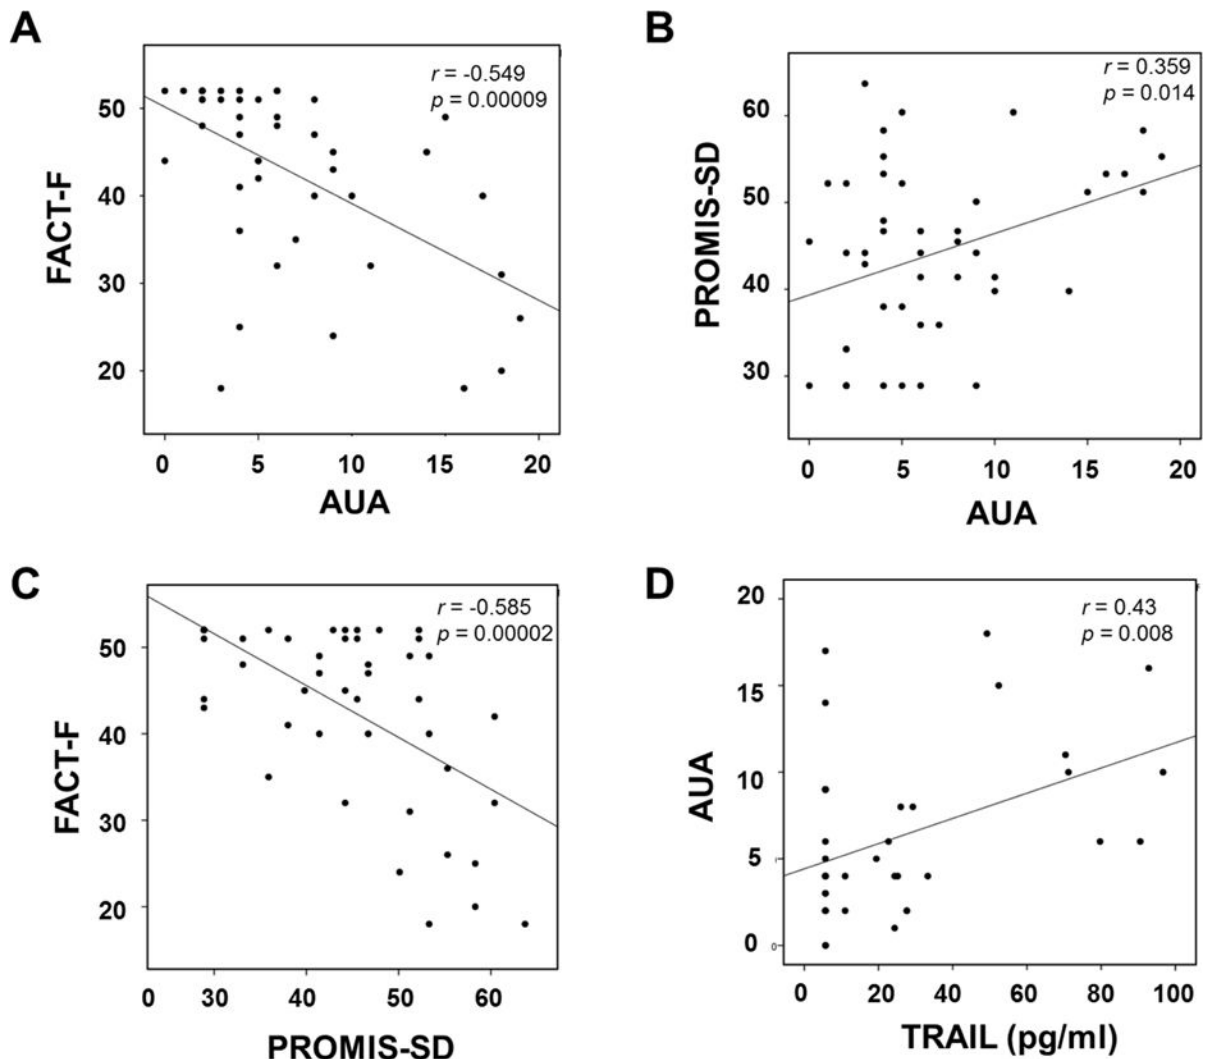 A
r = -0.549
p = 0.00009
FACT-F
50
40
30
20
0 5 10 15 20
AUA
B
r = 0.359
p = 0.014
PROMIS-SD
60
50
40
30
0 5 10 15 20
AUA
C
r = -0.585
p = 0.00002
FACT-F
50
40
30
20
0 30 40 50 60
PROMIS-SD
D
r = 0.43
p = 0.008
AUA
20
15
10
5
0 0
0 20 40 60 80 100
TRAIL (pg/ml)